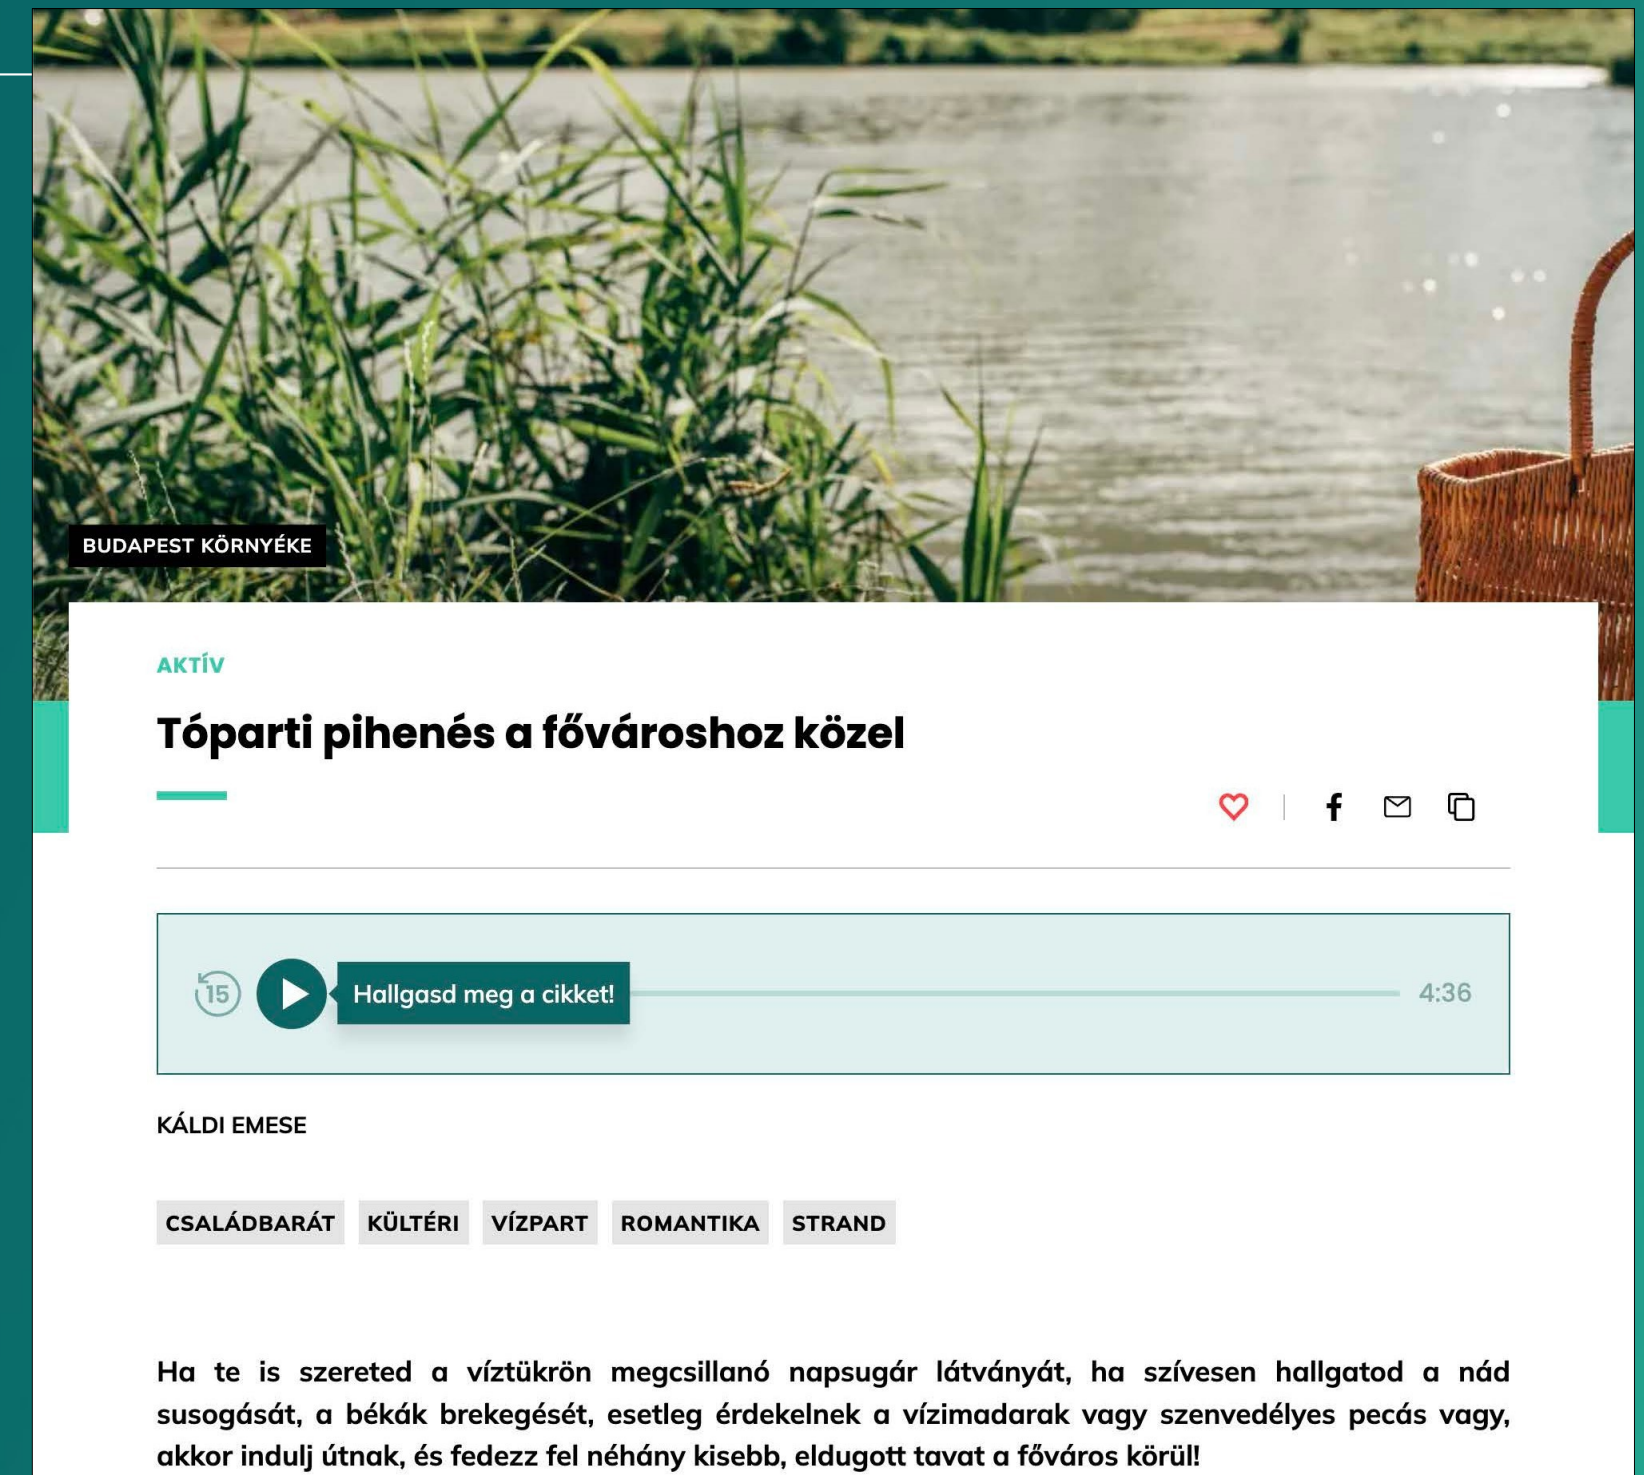 BUDAPEST KÖRNYÉKE
AKTÍV
Tóparti pihenés a fővároshoz közel
15
Hallgasd meg a cikket!
4:36
KÁLDI EMESE
CSALÁDBARÁT KÜLTÉRI VÍZPART ROMANTIKA STRAND
Ha te is szereted a víztükrön megcsillanó napsugár látványát, ha szívesen hallgatod a nád
susogását, a békák brekegését, esetleg érdekelnek a vízimadarak vagy szenvedélyes pecás vagy,
akkor indulj útnak, és fedezz fel néhány kisebb, eldugott tavat a főváros körül!